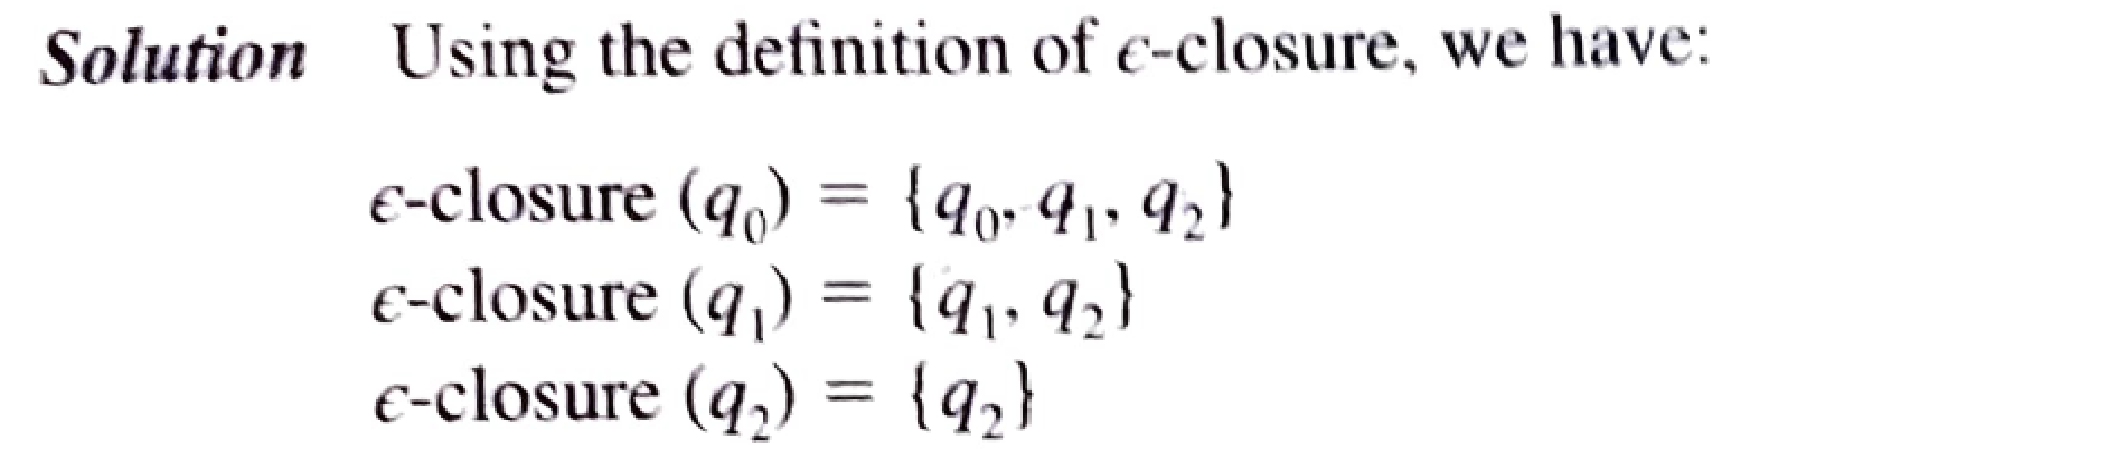 Solution Using the definition of ϵ-closure, we have:
ϵ-closure (q₀) = {q₀, q₁, q₂}
ϵ-closure (q₁) = {q₁, q₂}
ϵ-closure (q₂) = {q₂}